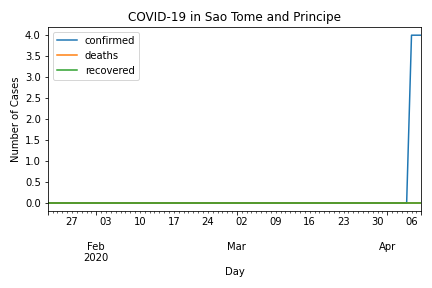 COVID-19 in Sao Tome and Principe
confirmed
deaths
recovered
Number of Cases
4.0
3.5
3.0
2.5
2.0
1.5
1.0
0.5
0.0
27 03 10 17 24 02 09 16 23 30 06
Feb Mar Apr
2020
Day